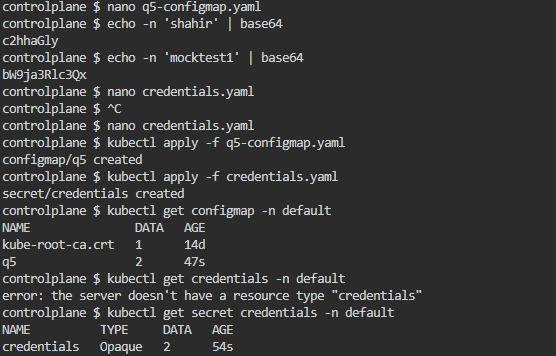 controlplane $ nano q5-configmap.yaml
controlplane $ echo -n 'shahir' | base64
c2hhaGly
controlplane $ echo -n 'mocktest1' | base64
bW9ja3Rlc3Qx
controlplane $ nano credentials.yaml
controlplane $ ^C
controlplane $ nano credentials.yaml
controlplane $ kubectl apply -f q5-configmap.yaml
configmap/q5 created
controlplane $ kubectl apply -f credentials.yaml
secret/credentials created
controlplane $ kubectl get configmap -n default
NAME               DATA   AGE
kube-root-ca.crt   1      14d
q5                 2      47s
controlplane $ kubectl get credentials -n default
error: the server doesn't have a resource type "credentials"
controlplane $ kubectl get secret credentials -n default
NAME          TYPE     DATA   AGE
credentials   Opaque   2      54s